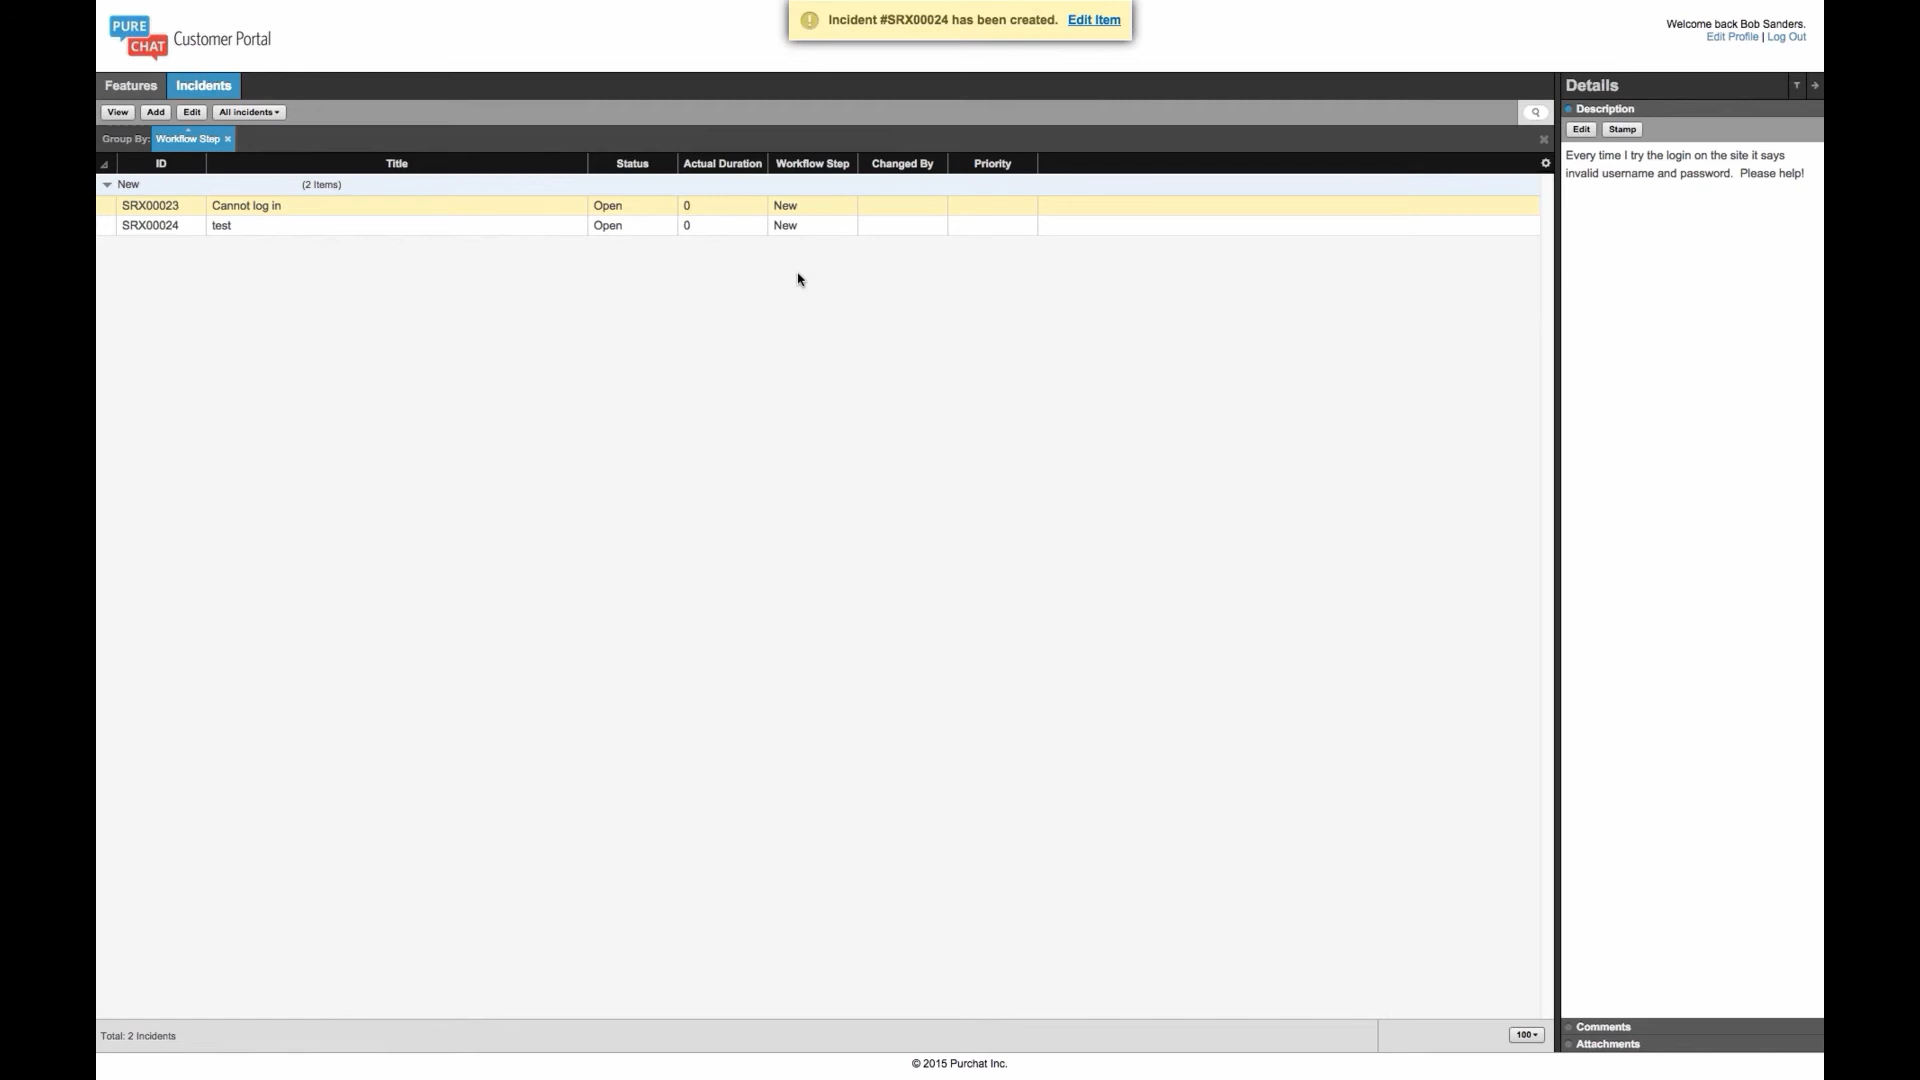 PURE
CHAT
Customer Portal
Incident #SRX00024 has been created. Edit Item
Welcome back Bob Sanders.
Edit Profile | Log Out
Features Incidents
Details
View Add Edit All incidents
Description
Group By: Workflow Step ×
Edit Stamp
ID Title Status Actual Duration Workflow Step Changed By Priority
Every time I try the login on the site it says
invalid username and password. Please help!
New (2 Items)
SRX00023 Cannot log in Open 0 New
SRX00024 test Open 0 New
Total: 2 Incidents
100
Comments
Attachments
© 2015 Purchat Inc.